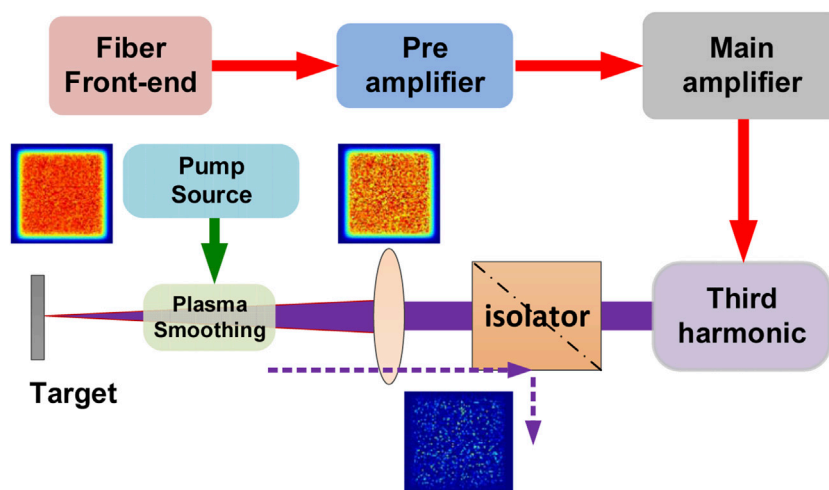 Fiber
Front-end
Pre
amplifier
Main
amplifier
Pump
Source
Plasma
Smoothing
isolator
Third
harmonic
Target